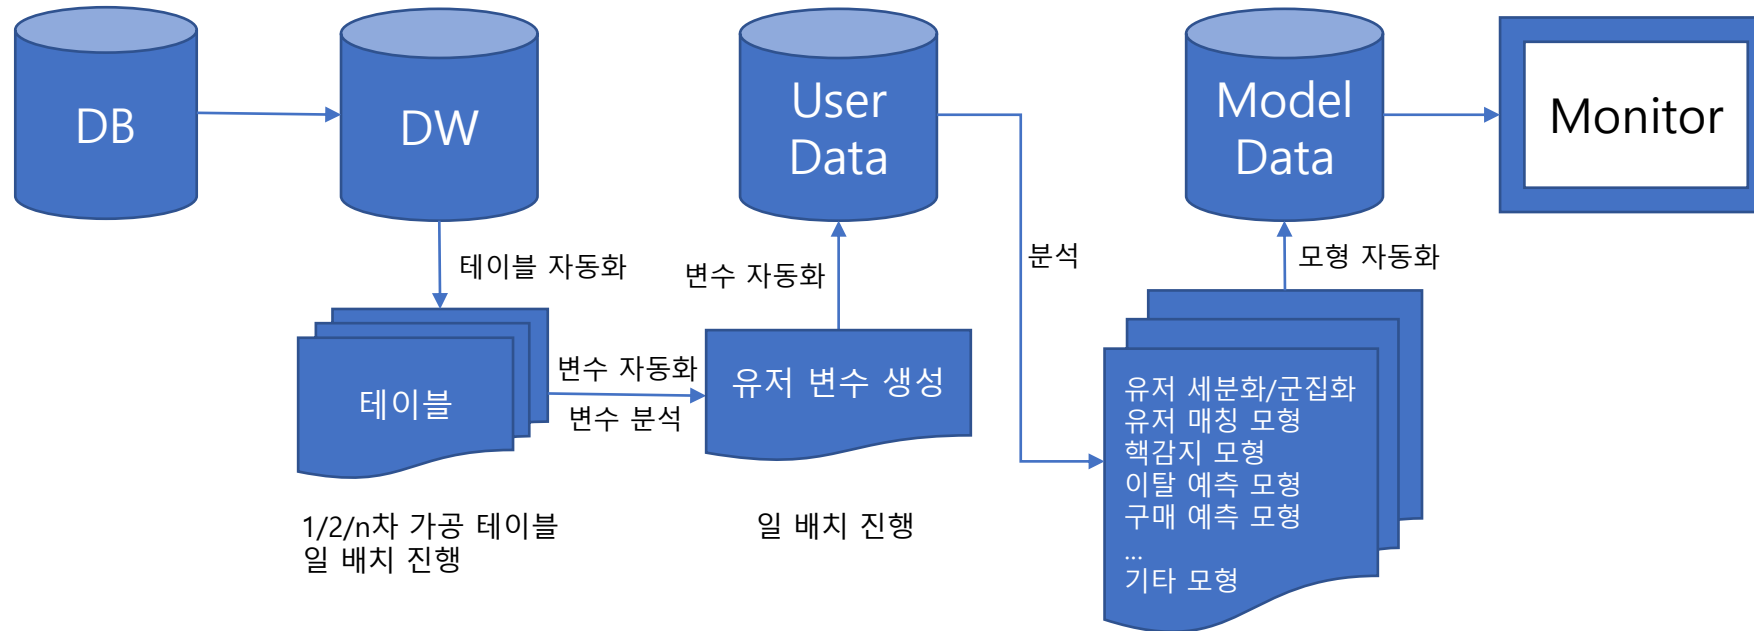 DB
DW
User
Data
Model
Data
Monitor
테이블 자동화
변수 자동화
분석
모형 자동화
테이블
변수 자동화
변수 분석
유저 변수 생성
유저 세분화/군집화
유저 매칭 모형
핵감지 모형
이탈 예측 모형
구매 예측 모형
...
기타 모형
1/2/n차 가공 테이블
일 배치 진행
일 배치 진행